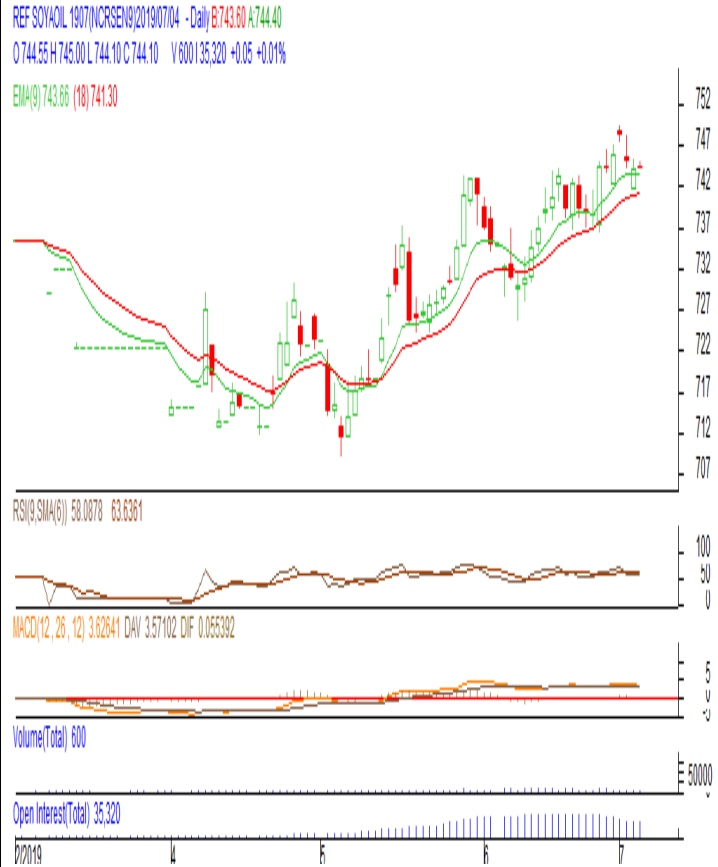 REF SOYAOIL 1907(NCRSEN9)2019/07/04 - Daily B:743.60 A:744.40
O 744.55 H 745.00 L 744.10 C 744.10 V 600 I 35,320 +0.05 +0.01%
EMA(9) 743.66 (18) 741.30
752
747
742
737
732
727
722
717
712
707
RSI(9,SMA(6)) 58.0878 63.6361
100
50
0
MACD(12 , 26 , 12) 3.62641 DAV 3.57102 DIF 0.055392
5
0
Volume(Total) 600
50000
Open Interest(Total) 35,320
2/2019 4 5 6 7